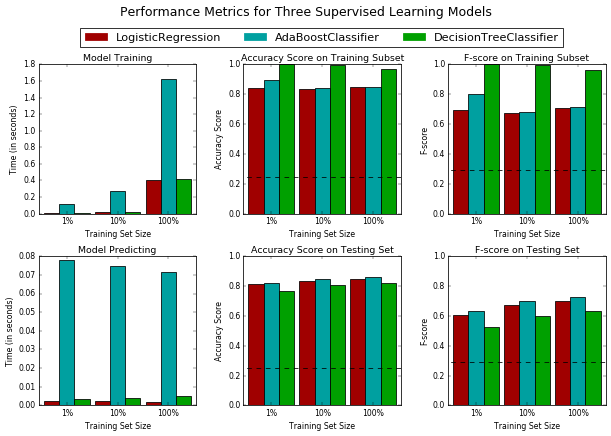 Performance Metrics for Three Supervised Learning Models
LogisticRegression AdaBoostClassifier DecisionTreeClassifier
Model Training
1.8
1.6
1.4
1.2
1.0
0.8
0.6
0.4
0.2
0.0
Time (in seconds)
1% 10% 100%
Training Set Size
Accuracy Score on Training Subset
1.0
0.8
0.6
0.4
0.2
0.0
Accuracy Score
1% 10% 100%
Training Set Size
F-score on Training Subset
1.0
0.8
0.6
0.4
0.2
0.0
F-score
1% 10% 100%
Training Set Size
Model Predicting
0.08
0.07
0.06
0.05
0.04
0.03
0.02
0.01
0.00
Time (in seconds)
1% 10% 100%
Training Set Size
Accuracy Score on Testing Set
1.0
0.8
0.6
0.4
0.2
0.0
Accuracy Score
1% 10% 100%
Training Set Size
F-score on Testing Set
1.0
0.8
0.6
0.4
0.2
0.0
F-score
1% 10% 100%
Training Set Size